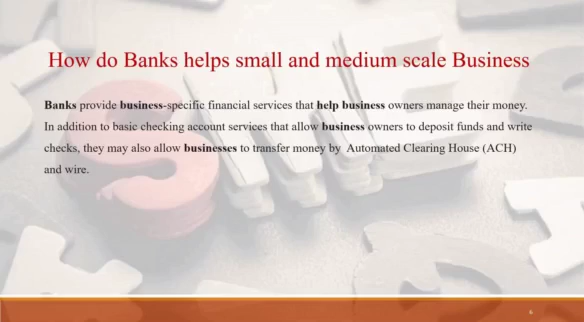 How do Banks helps small and medium scale Business
Banks provide business-specific financial services that help business owners manage their money.
In addition to basic checking account services that allow business owners to deposit funds and write
checks, they may also allow businesses to transfer money by Automated Clearing House (ACH)
and wire.
SME
6